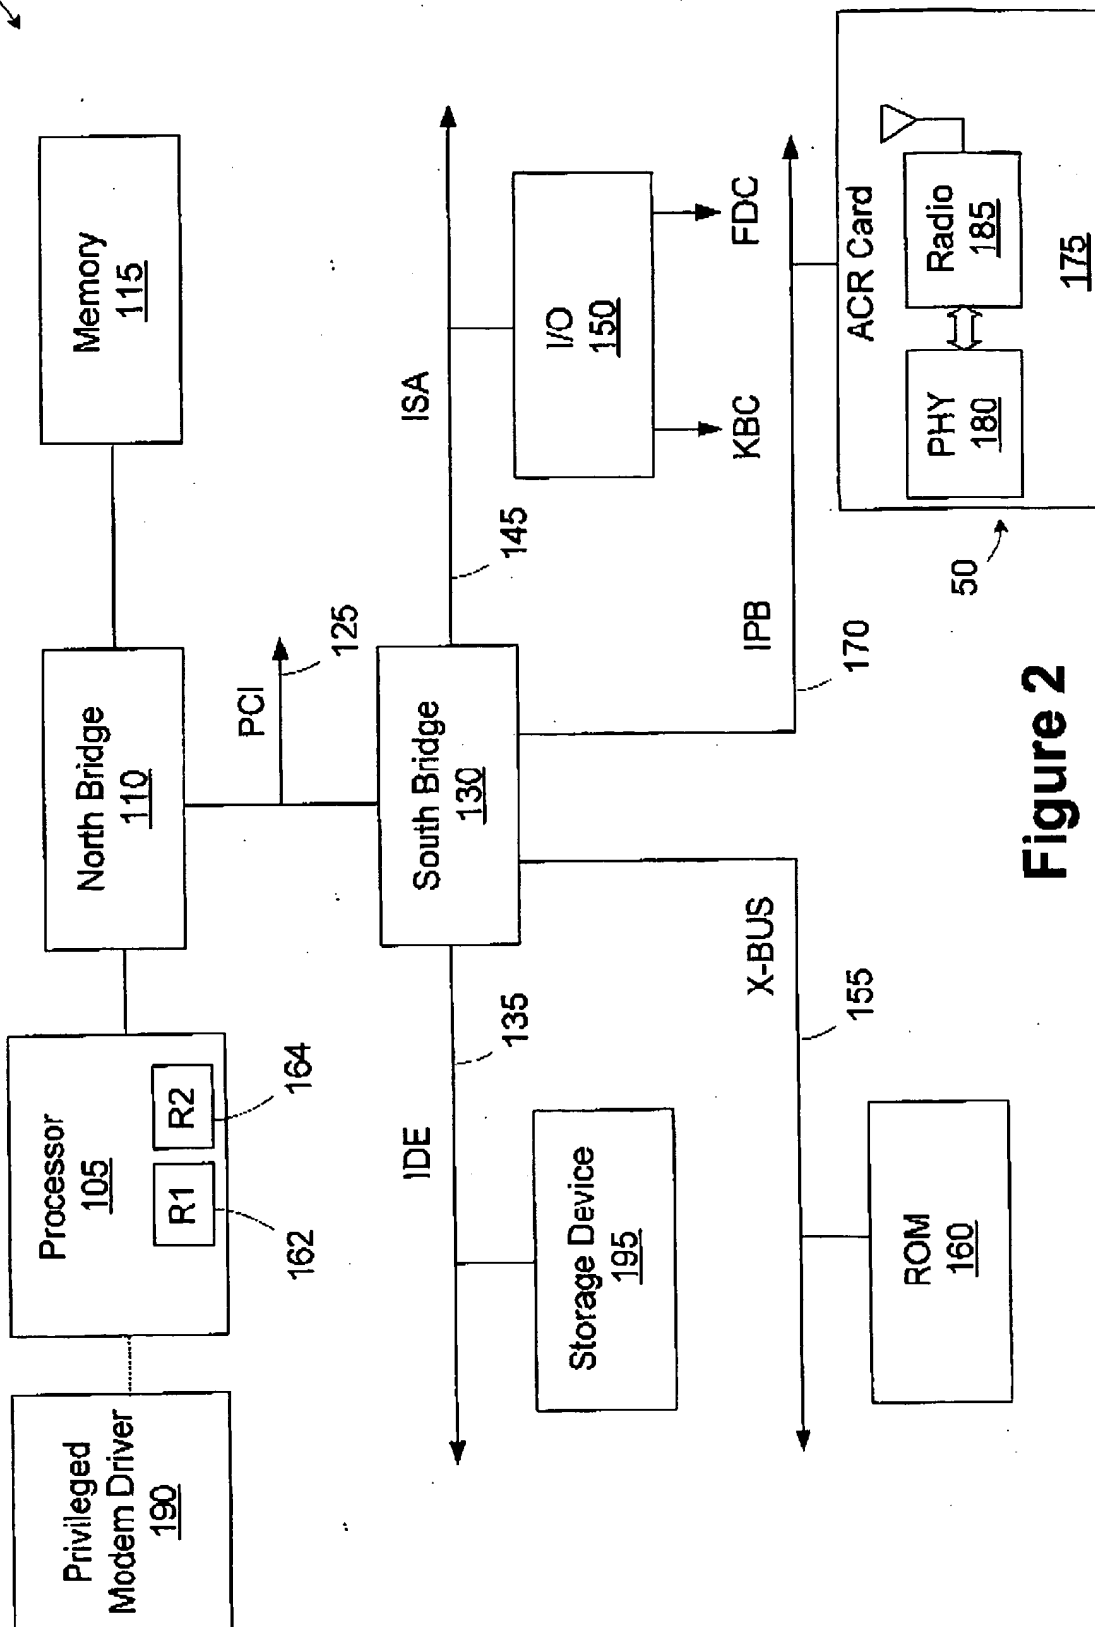 Privileged
Modem Driver
190
Processor
105
R1
R2
162
164
North Bridge
110
Memory
115
PCI
125
IDE
135
South Bridge
130
ISA
145
Storage Device
195
I/O
150
KBC
FDC
X-BUS
155
IPB
170
ROM
160
ACR Card
PHY
180
Radio
185
175
50
Figure 2